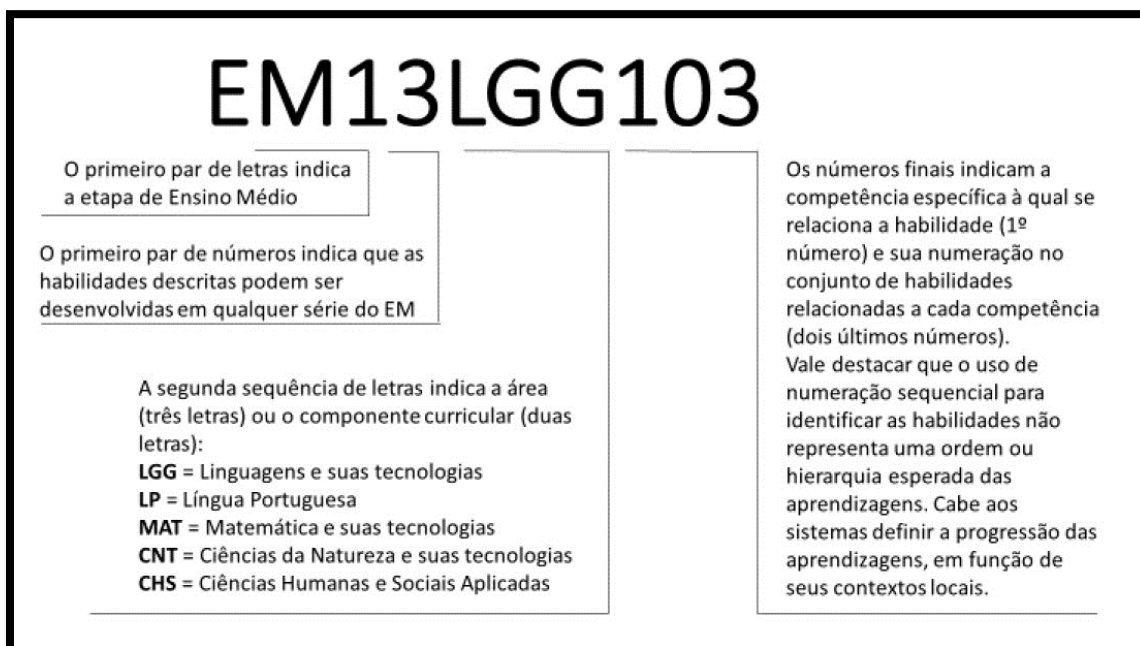 EM13LGG103
O primeiro par de letras indica
a etapa de Ensino Médio
O primeiro par de números indica que as
habilidades descritas podem ser
desenvolvidas em qualquer série do EM
A segunda sequência de letras indica a área
(três letras) ou o componente curricular (duas
letras):
LGG = Linguagens e suas tecnologias
LP = Língua Portuguesa
MAT = Matemática e suas tecnologias
CNT = Ciências da Natureza e suas tecnologias
CHS = Ciências Humanas e Sociais Aplicadas
Os números finais indicam a
competência específica à qual se
relaciona a habilidade (1º
número) e sua numeração no
conjunto de habilidades
relacionadas a cada competência
(dois últimos números).
Vale destacar que o uso de
numeração sequencial para
identificar as habilidades não
representa uma ordem ou
hierarquia esperada das
aprendizagens. Cabe aos
sistemas definir a progressão das
aprendizagens, em função de
seus contextos locais.